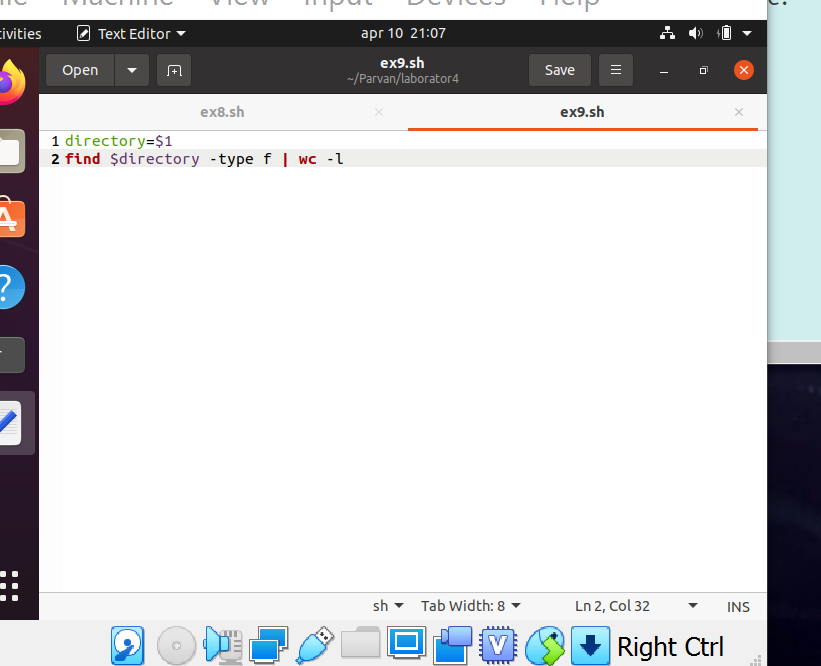 Machine View Input Devices Help
ivities Text Editor apr 10 21:07
Open ex9.sh Save
~/Parvan/laborator4
ex8.sh × ex9.sh ×
1 directory=$1
2 find $directory -type f | wc -l
sh Tab Width: 8 Ln 2, Col 32 INS
V Right Ctrl